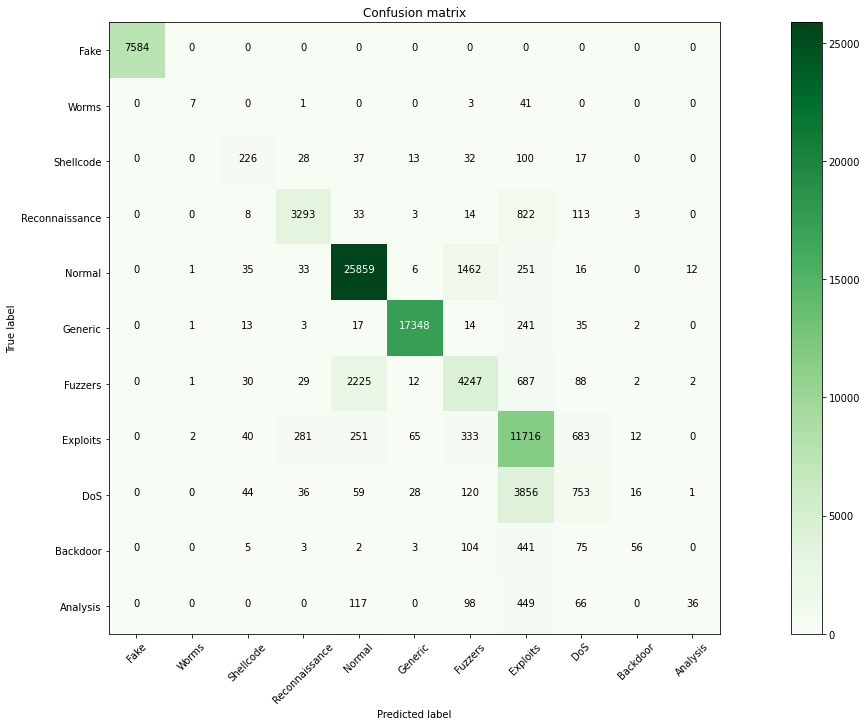 Confusion matrix
Fake 7584 0 0 0 0 0 0 0 0 0 0
Worms 0 7 0 1 0 0 3 41 0 0 0
Shellcode 0 0 226 28 37 13 32 100 17 0 0
Reconnaissance 0 0 8 3293 33 3 14 822 113 3 0
Normal 0 1 35 33 25859 6 1462 251 16 0 12
Generic 0 1 13 3 17 17348 14 241 35 2 0
Fuzzers 0 1 30 29 2225 12 4247 687 88 2 2
Exploits 0 2 40 281 251 65 333 11716 683 12 0
DoS 0 0 44 36 59 28 120 3856 753 16 1
Backdoor 0 0 5 3 2 3 104 441 75 56 0
Analysis 0 0 0 0 117 0 98 449 66 0 36
Fake Worms Shellcode Reconnaissance Normal Generic Fuzzers Exploits DoS Backdoor Analysis
Predicted label
True label
25000
20000
15000
10000
5000
0